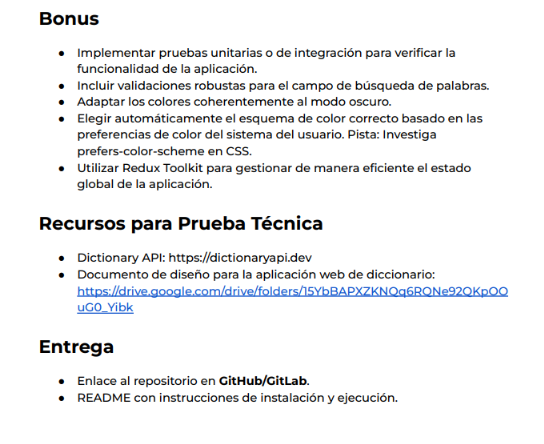 Bonus
● Implementar pruebas unitarias o de integración para verificar la
funcionalidad de la aplicación.
● Incluir validaciones robustas para el campo de búsqueda de palabras.
● Adaptar los colores coherentemente al modo oscuro.
● Elegir automáticamente el esquema de color correcto basado en las
preferencias de color del sistema del usuario. Pista: Investiga
prefers-color-scheme en CSS.
● Utilizar Redux Toolkit para gestionar de manera eficiente el estado
global de la aplicación.
Recursos para Prueba Técnica
● Dictionary API: https://dictionaryapi.dev
● Documento de diseño para la aplicación web de diccionario:
https://drive.google.com/drive/folders/15YbBAPXZKNQq6RQNe92QKpOO
uG0_Yibk
Entrega
● Enlace al repositorio en GitHub/GitLab.
● README con instrucciones de instalación y ejecución.